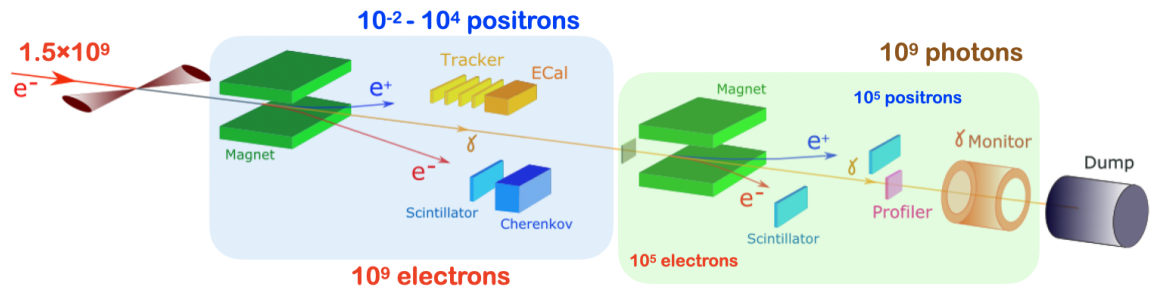 10⁻² - 10⁴ positrons
1.5×10⁹
e⁻
Tracker
ECal
e⁺
Magnet
γ
e⁻
Scintillator
Cherenkov
10⁹ electrons
10⁹ photons
Magnet
10⁵ positrons
e⁺
γ
γ Monitor
e⁻
Profiler
Scintillator
10⁵ electrons
Dump